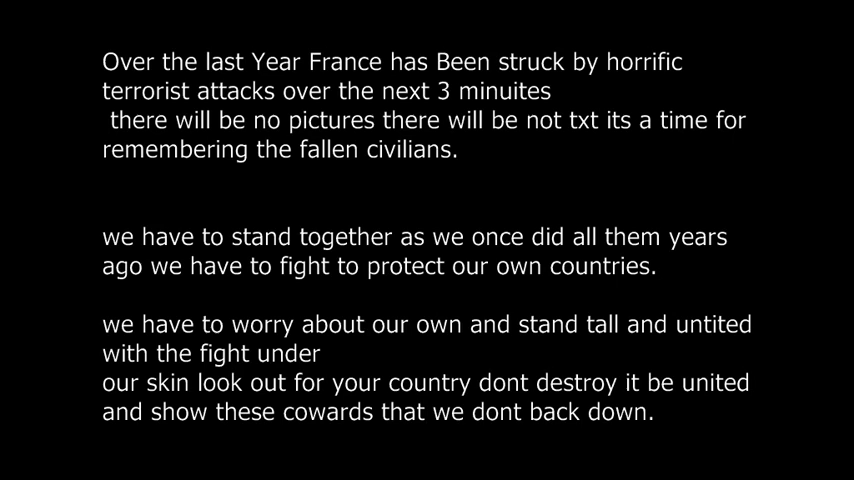 Over the last Year France has Been struck by horrific
terrorist attacks over the next 3 minuites
there will be no pictures there will be not txt its a time for
remembering the fallen civilians.
we have to stand together as we once did all them years
ago we have to fight to protect our own countries.
we have to worry about our own and stand tall and untited
with the fight under
our skin look out for your country dont destroy it be united
and show these cowards that we dont back down.